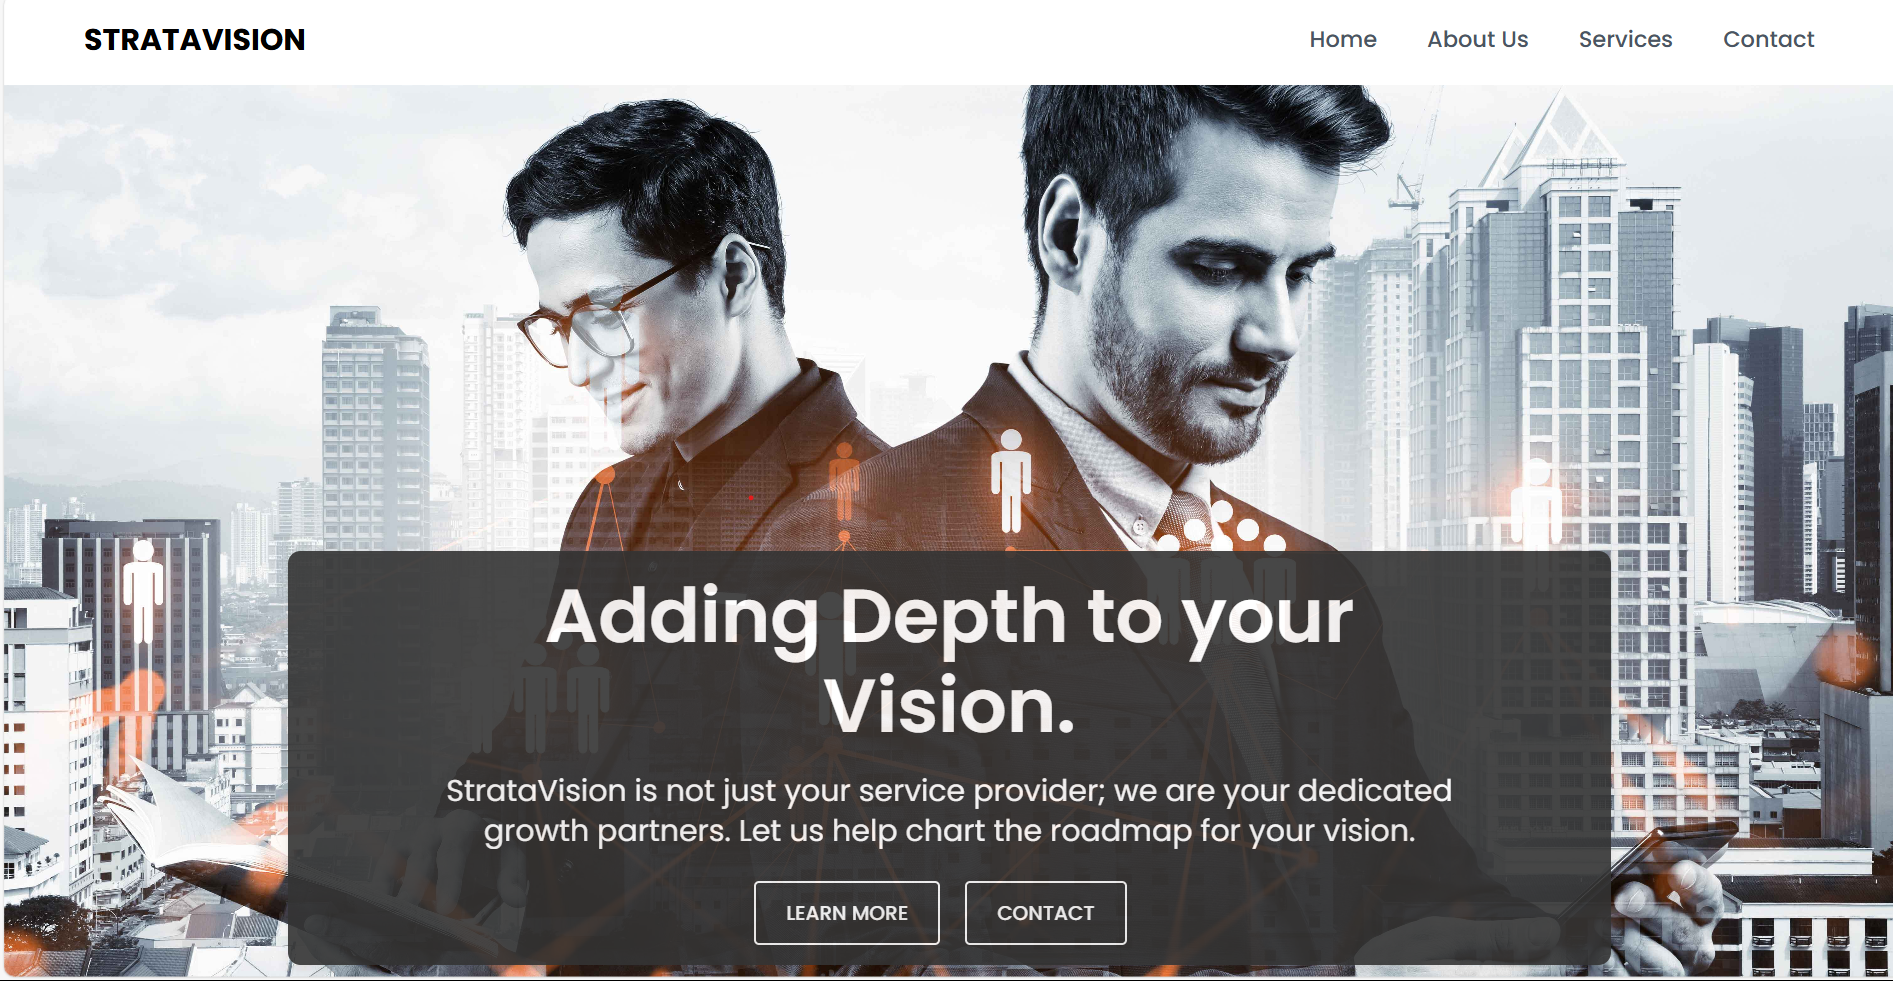 STRATAVISION
Home About Us Services Contact
Adding Depth to your
Vision.
StrataVision is not just your service provider; we are your dedicated
growth partners. Let us help chart the roadmap for your vision.
LEARN MORE CONTACT